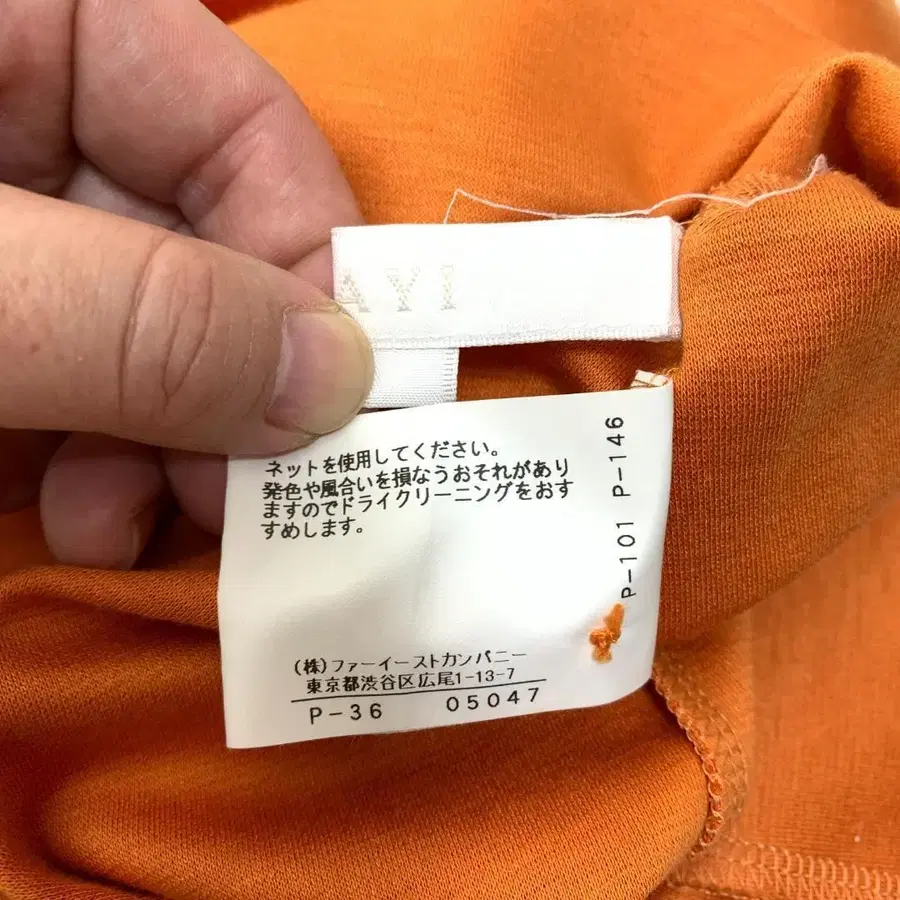 AYI
ネットを使用してください。
発色や風合いを損なうおそれがあり
ますのでドライクリーニングをおす
すめします。
P-101 P-146
(株)ファーイーストカンパニー
東京都渋谷区広尾1-13-7
P-36 05047